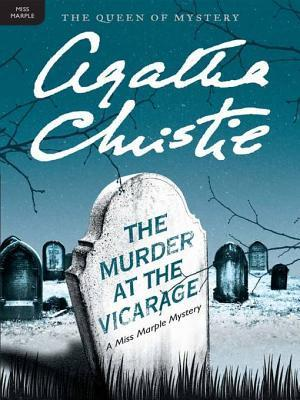 MISS
MARPLE
THE QUEEN OF MYSTERY
Agatha
Christie
THE
MURDER
AT THE
VICARAGE
A Miss Marple Mystery